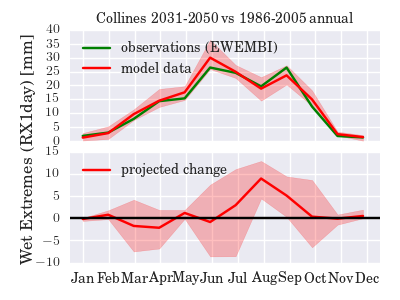 Collines 2031-2050 vs 1986-2005 annual
Wet Extremes (RX1day) [mm]
40
35
30
25
20
15
10
5
0
observations (EWEMBI)
model data
15
10
5
0
−5
−10
projected change
Jan Feb Mar Apr May Jun Jul Aug Sep Oct Nov Dec